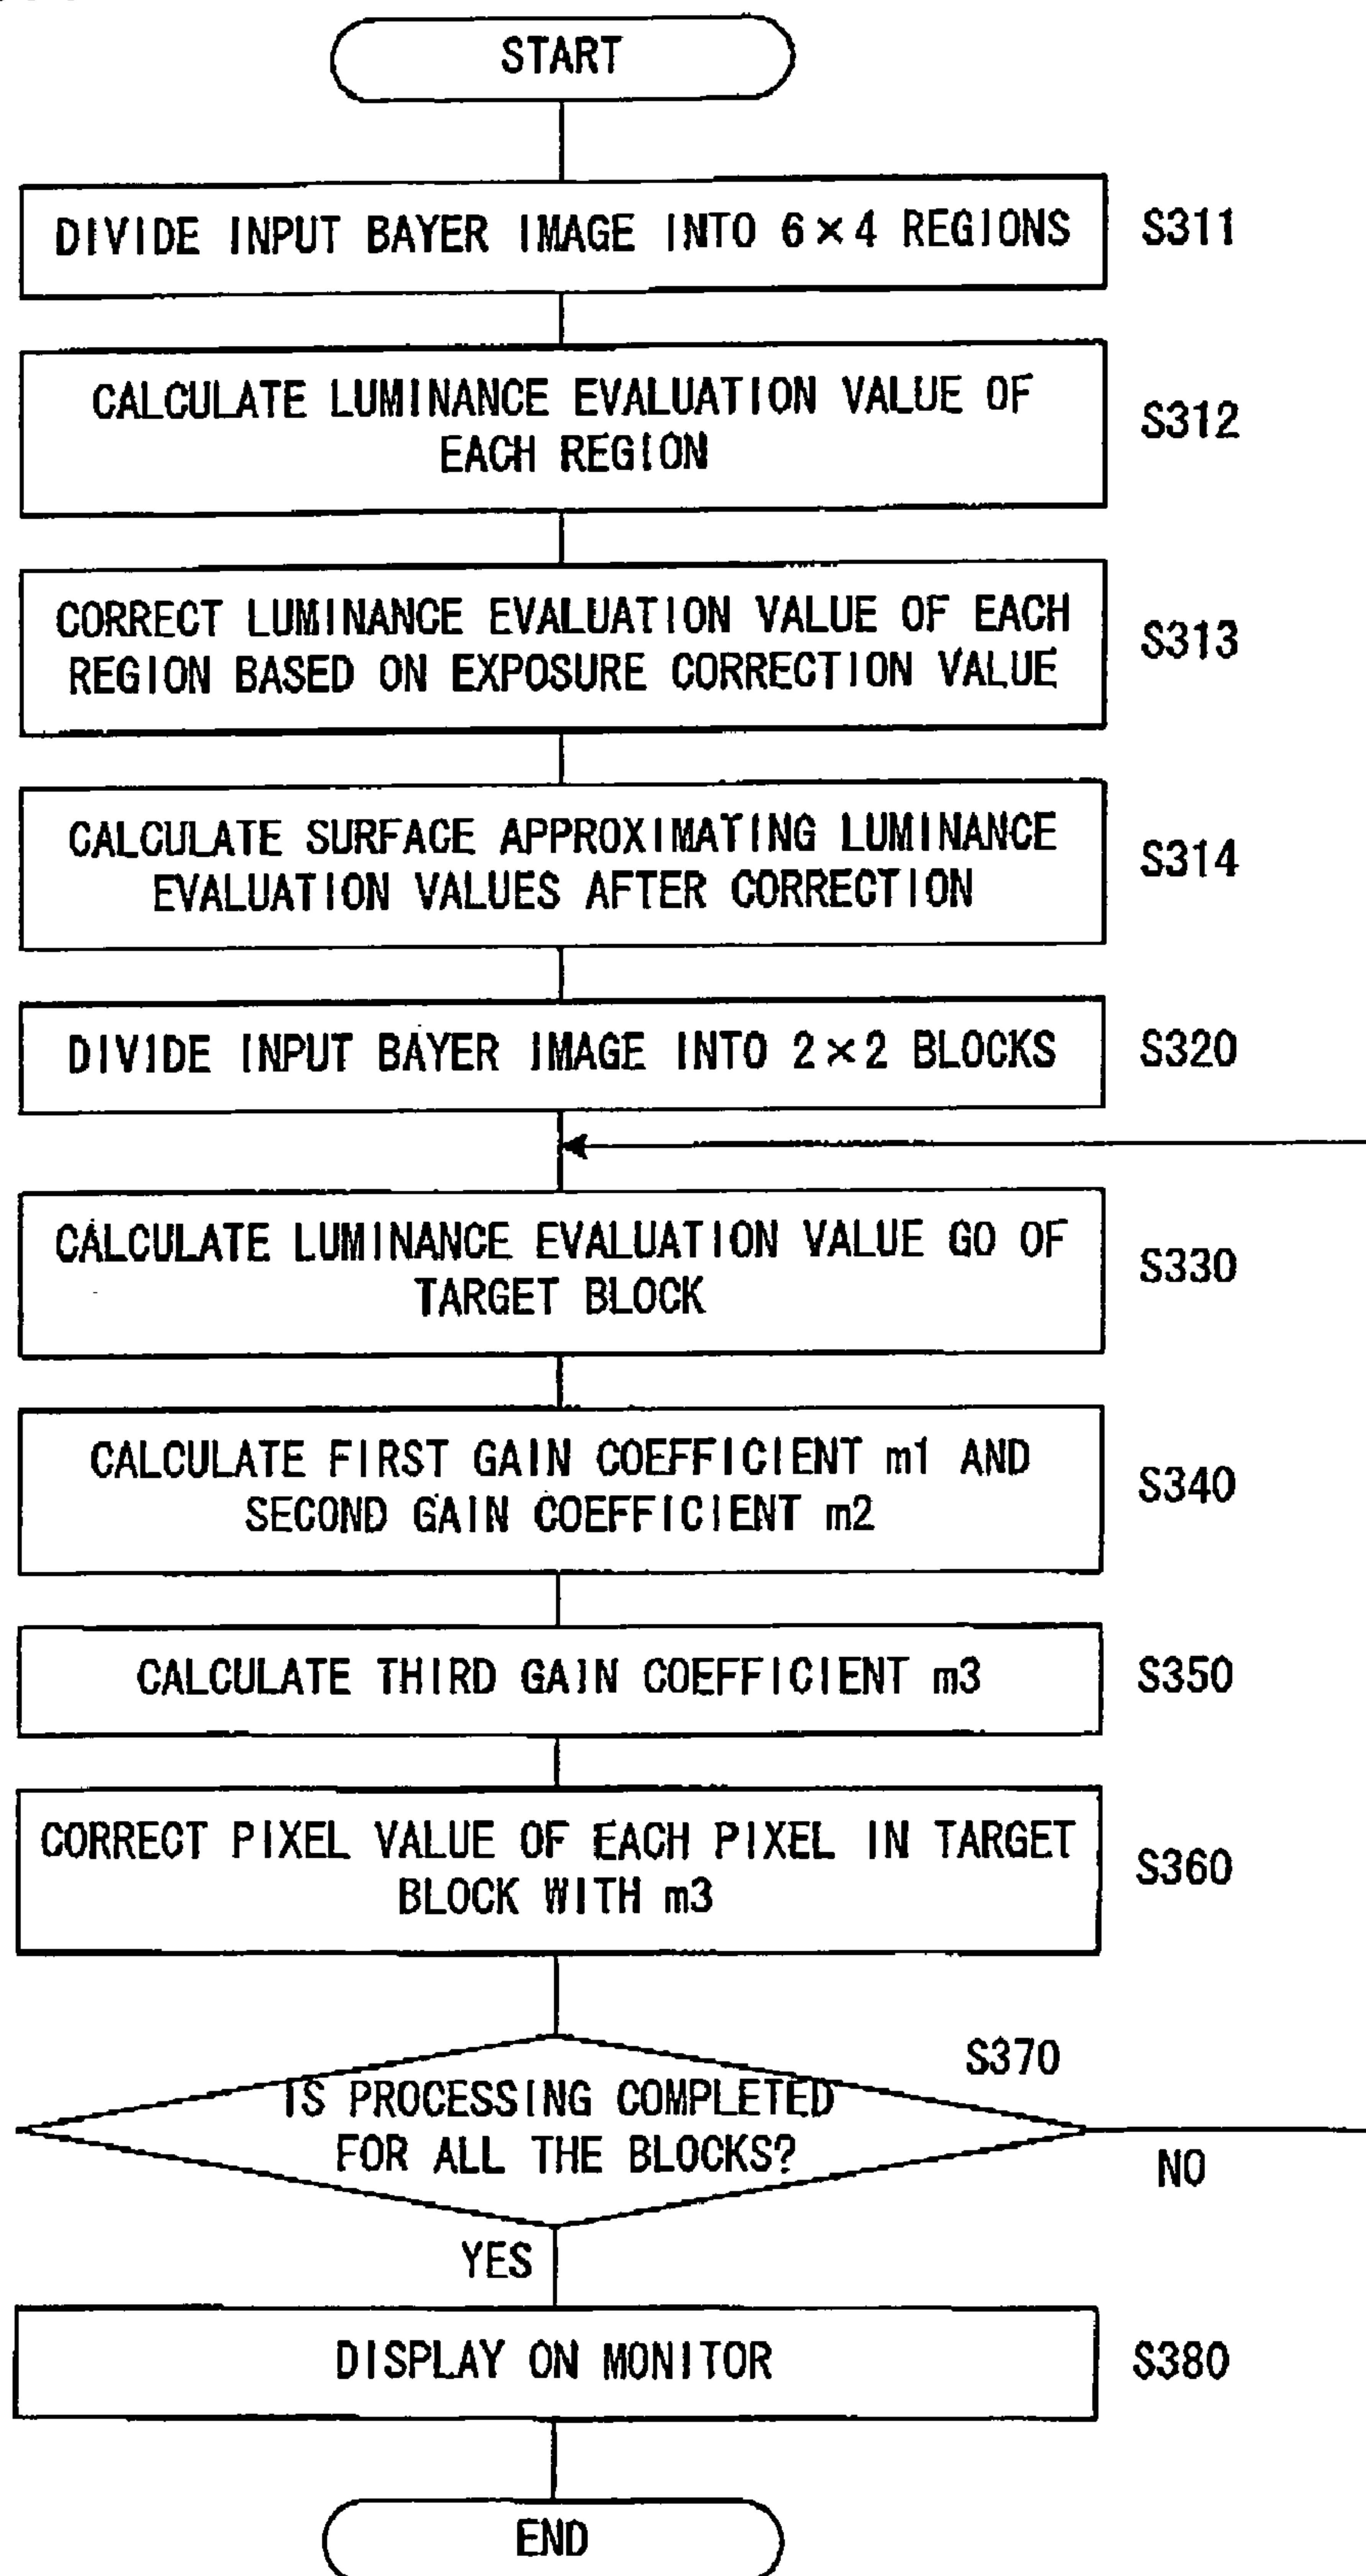 START
DIVIDE INPUT BAYER IMAGE INTO 6×4 REGIONS
S311
CALCULATE LUMINANCE EVALUATION VALUE OF
EACH REGION
S312
CORRECT LUMINANCE EVALUATION VALUE OF EACH
REGION BASED ON EXPOSURE CORRECTION VALUE
S313
CALCULATE SURFACE APPROXIMATING LUMINANCE
EVALUATION VALUES AFTER CORRECTION
S314
DIVIDE INPUT BAYER IMAGE INTO 2×2 BLOCKS
S320
CALCULATE LUMINANCE EVALUATION VALUE G0 OF
TARGET BLOCK
S330
CALCULATE FIRST GAIN COEFFICIENT m1 AND
SECOND GAIN COEFFICIENT m2
S340
CALCULATE THIRD GAIN COEFFICIENT m3
S350
CORRECT PIXEL VALUE OF EACH PIXEL IN TARGET
BLOCK WITH m3
S360
S370
IS PROCESSING COMPLETED
FOR ALL THE BLOCKS?
NO
YES
DISPLAY ON MONITOR
S380
END